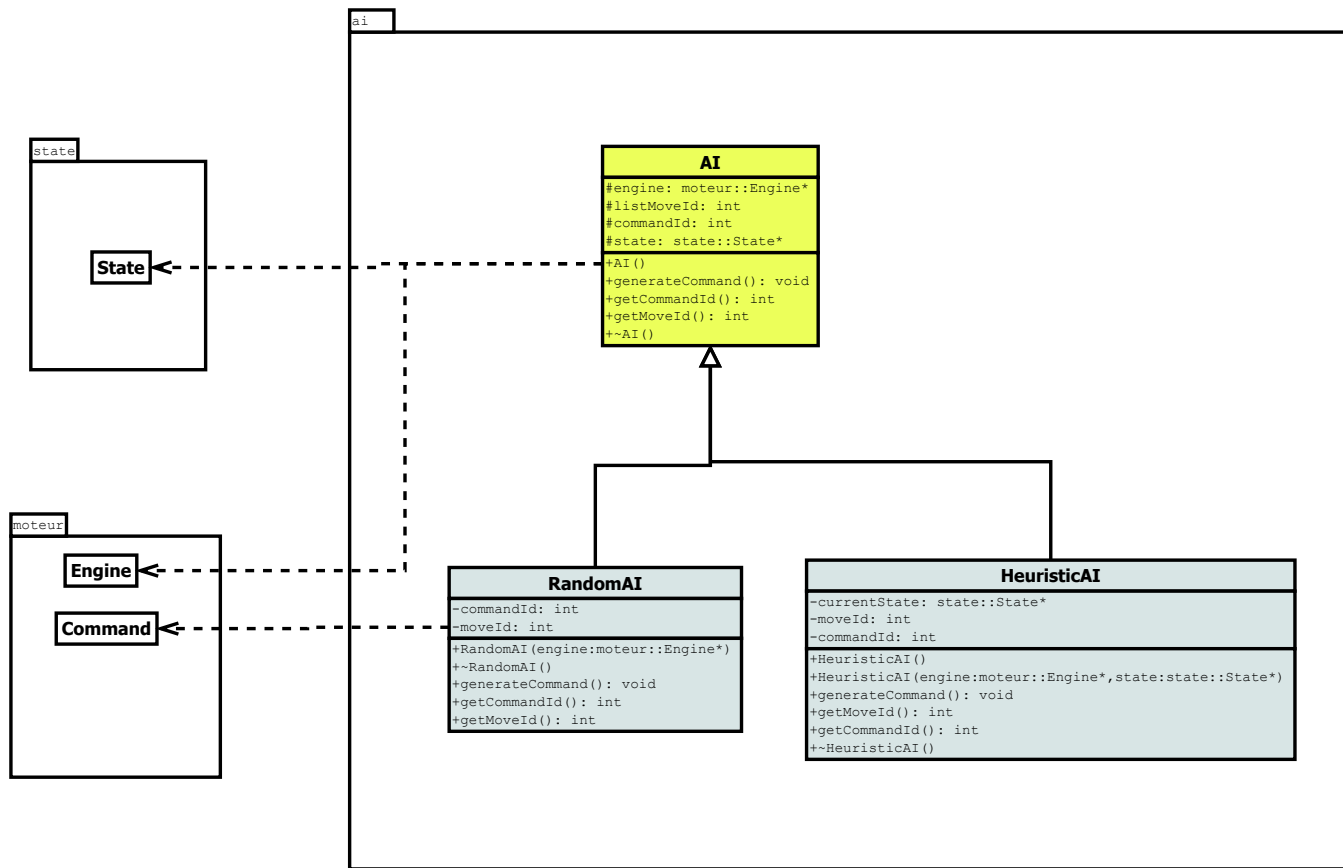 ai
state
State
AI
#engine: moteur::Engine*
#listMoveId: int
#commandId: int
#state: state::State*
+AI()
+generateCommand(): void
+getCommandId(): int
+getMoveId(): int
+~AI()
moteur
Engine
Command
RandomAI
-commandId: int
-moveId: int
+RandomAI(engine:moteur::Engine*)
+~RandomAI()
+generateCommand(): void
+getCommandId(): int
+getMoveId(): int
HeuristicAI
-currentState: state::State*
-moveId: int
-commandId: int
+HeuristicAI()
+HeuristicAI(engine:moteur::Engine*,state:state::State*)
+generateCommand(): void
+getMoveId(): int
+getCommandId(): int
+~HeuristicAI()